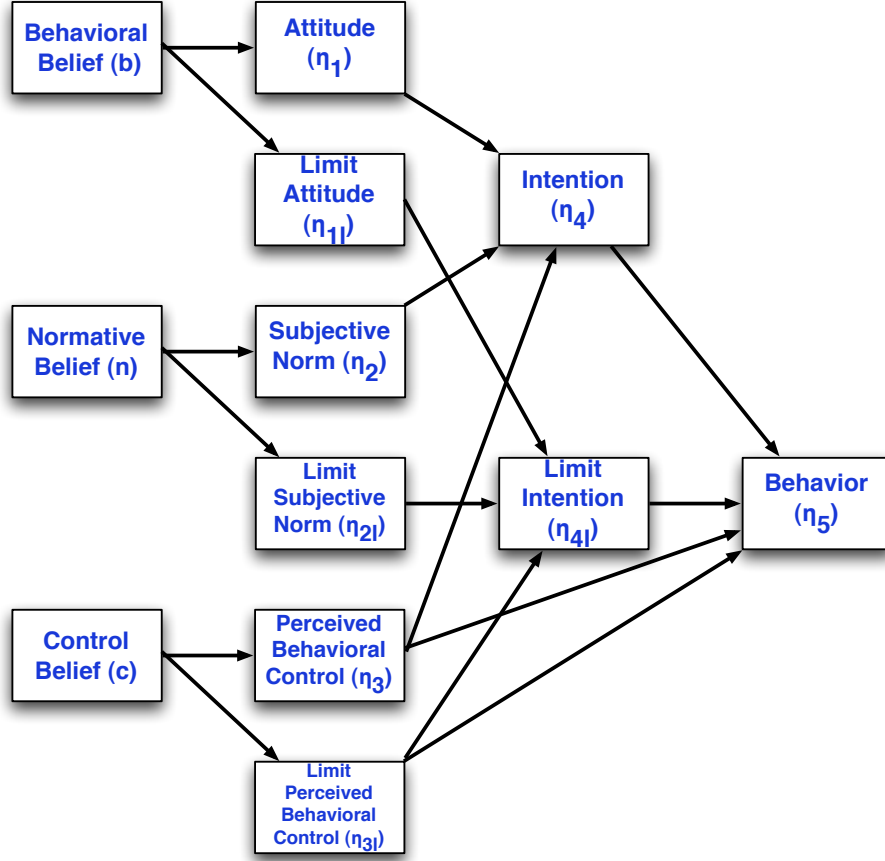 Behavioral
Belief (b)
Attitude
(η1)
Limit
Attitude
(η1l)
Intention
(η4)
Normative
Belief (n)
Subjective
Norm (η2)
Limit
Subjective
Norm (η2l)
Limit
Intention
(η4l)
Behavior
(η5)
Control
Belief (c)
Perceived
Behavioral
Control (η3)
Limit
Perceived
Behavioral
Control (η3l)